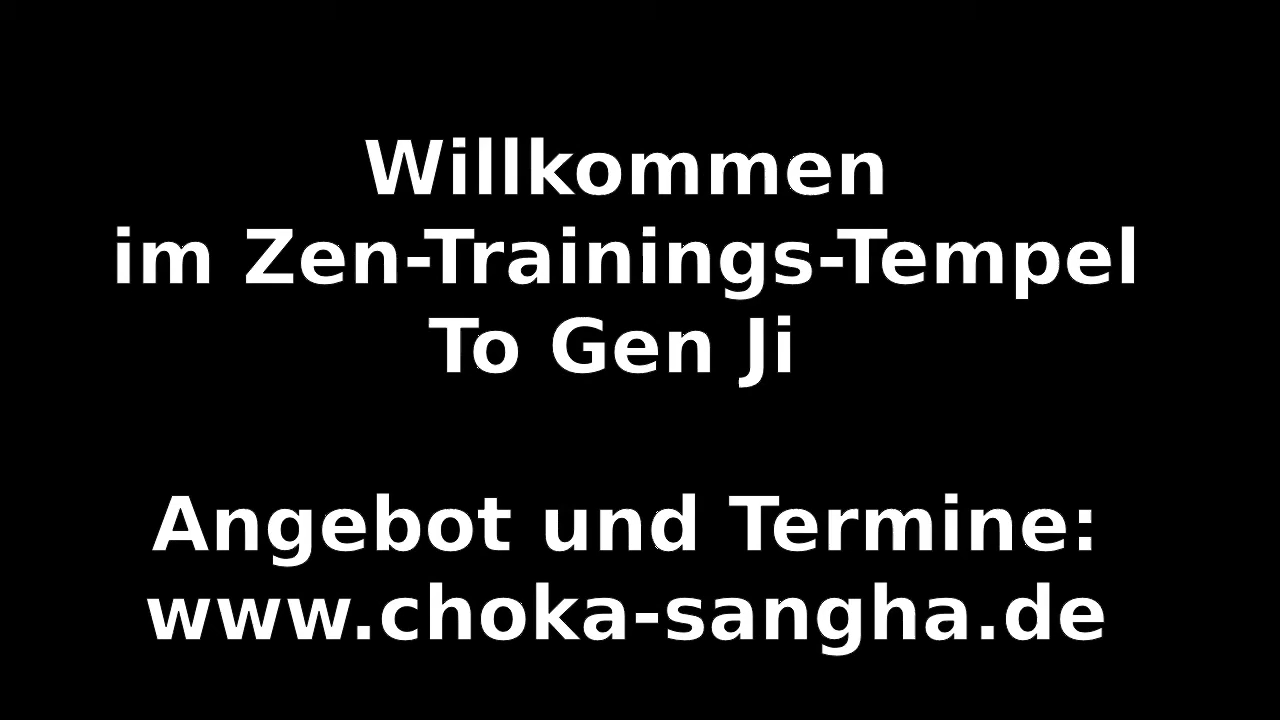 Willkommen
im Zen-Trainings-Tempel
To Gen Ji
Angebot und Termine:
www.choka-sangha.de